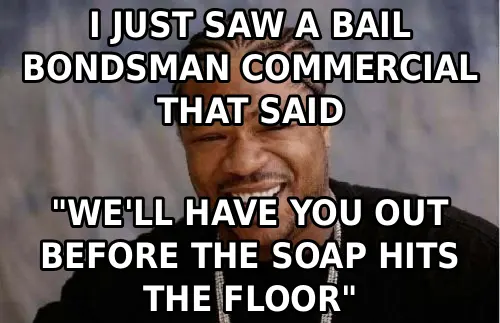 I JUST SAW A BAIL
BONDSMAN COMMERCIAL
THAT SAID
"WE'LL HAVE YOU OUT
BEFORE THE SOAP HITS
THE FLOOR"